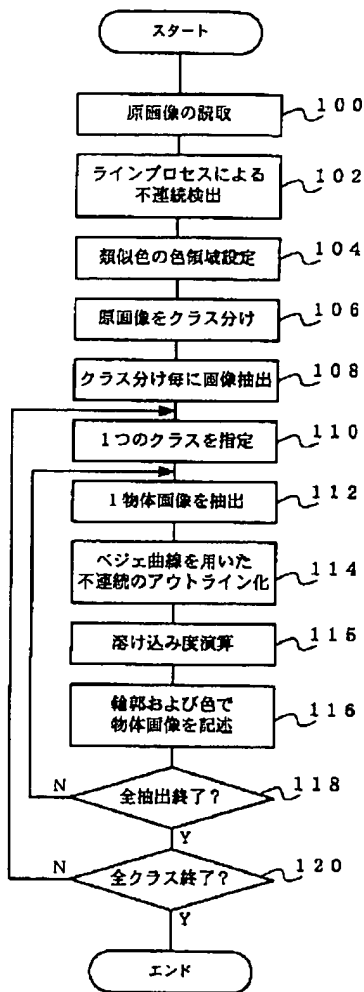 スタート
原画像の読取
100
ラインプロセスによる
不連続検出
102
類似色の色領域設定
104
原画像をクラス分け
106
クラス分け毎に画像抽出
108
1つのクラスを指定
110
1物体画像を抽出
112
ベジェ曲線を用いた
不連続のアウトライン化
114
溶け込み度演算
115
輪郭および色で
物体画像を記述
116
全抽出終了?
118
N
Y
全クラス終了?
120
N
Y
エンド